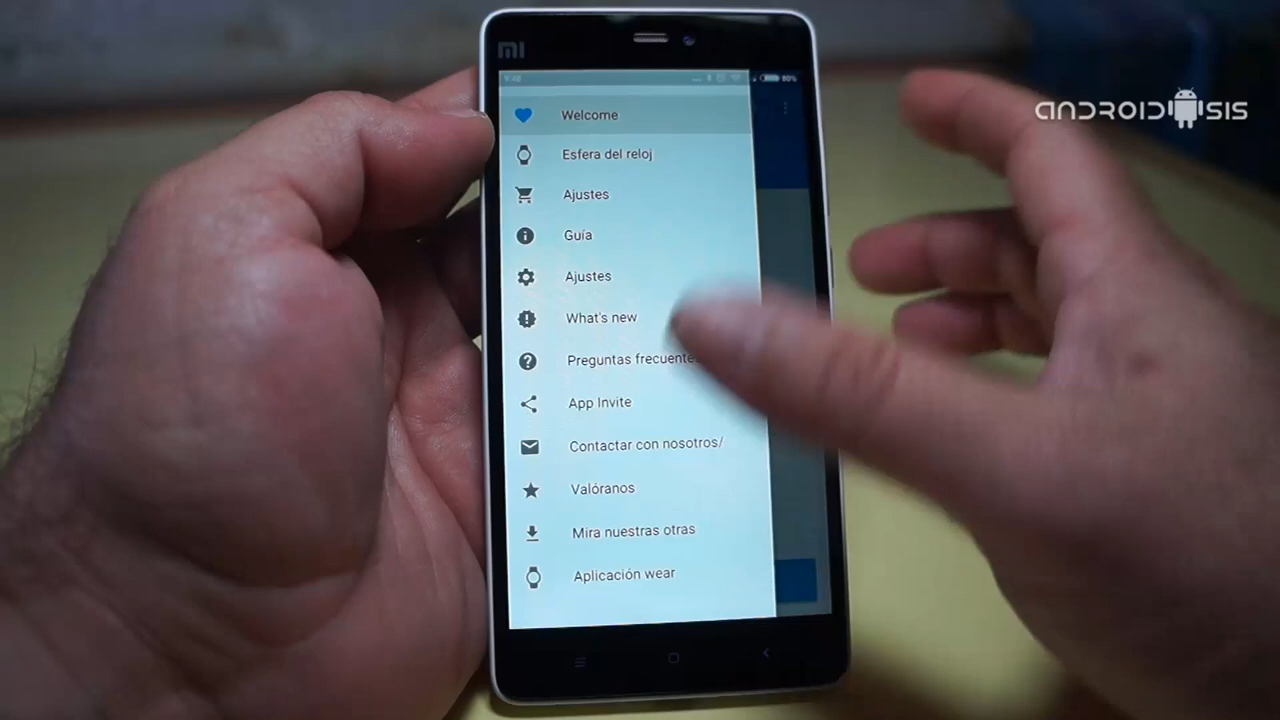 mi
ANDROIDSIS
80%
Welcome
Esfera del reloj
Ajustes
Guía
Ajustes
What's new
Preguntas frecuente
App Invite
Contactar con nosotros/
Valóranos
Mira nuestras otras
Aplicación wear